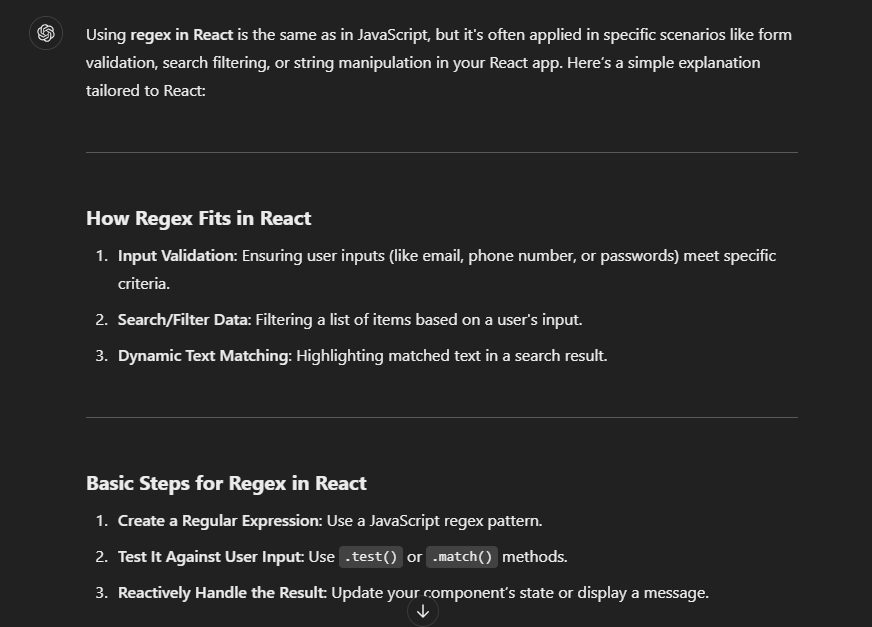 Using regex in React is the same as in JavaScript, but it's often applied in specific scenarios like form
validation, search filtering, or string manipulation in your React app. Here’s a simple explanation
tailored to React:
How Regex Fits in React
1. Input Validation: Ensuring user inputs (like email, phone number, or passwords) meet specific
criteria.
2. Search/Filter Data: Filtering a list of items based on a user's input.
3. Dynamic Text Matching: Highlighting matched text in a search result.
Basic Steps for Regex in React
1. Create a Regular Expression: Use a JavaScript regex pattern.
2. Test It Against User Input: Use .test() or .match() methods.
3. Reactively Handle the Result: Update your component’s state or display a message.